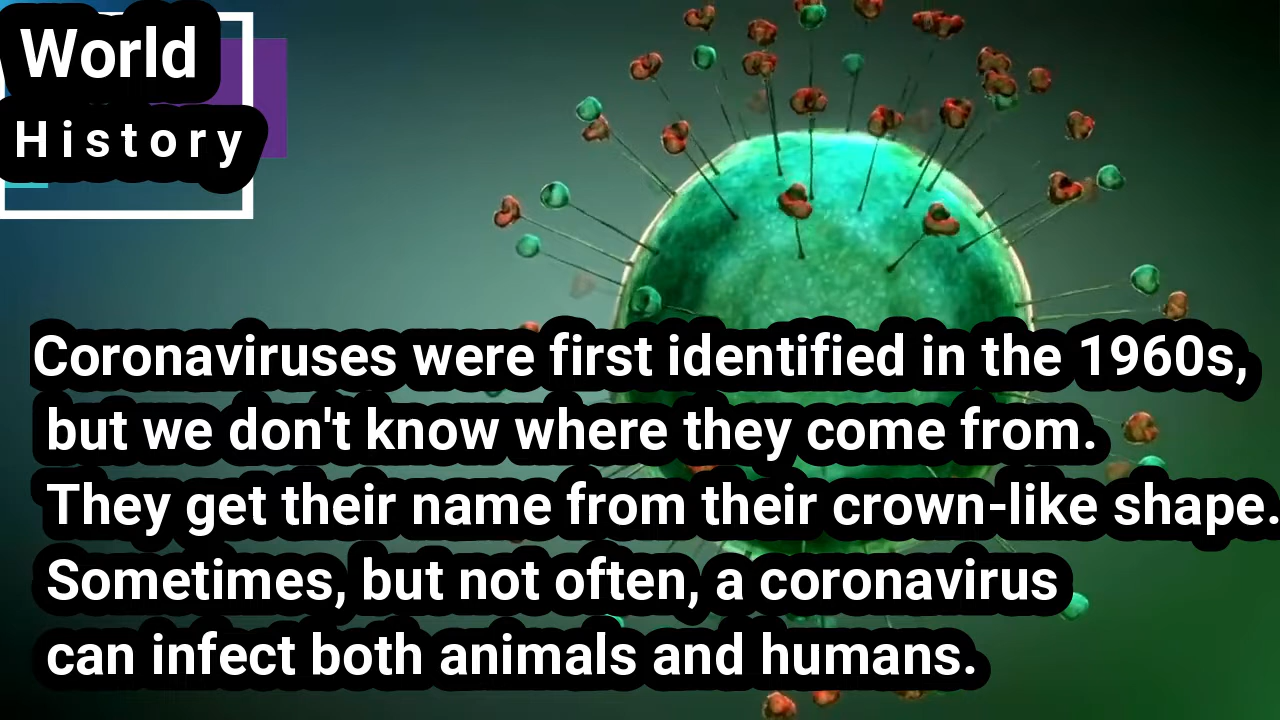 World
History
Coronaviruses were first identified in the 1960s,
but we don't know where they come from.
They get their name from their crown-like shape.
Sometimes, but not often, a coronavirus
can infect both animals and humans.